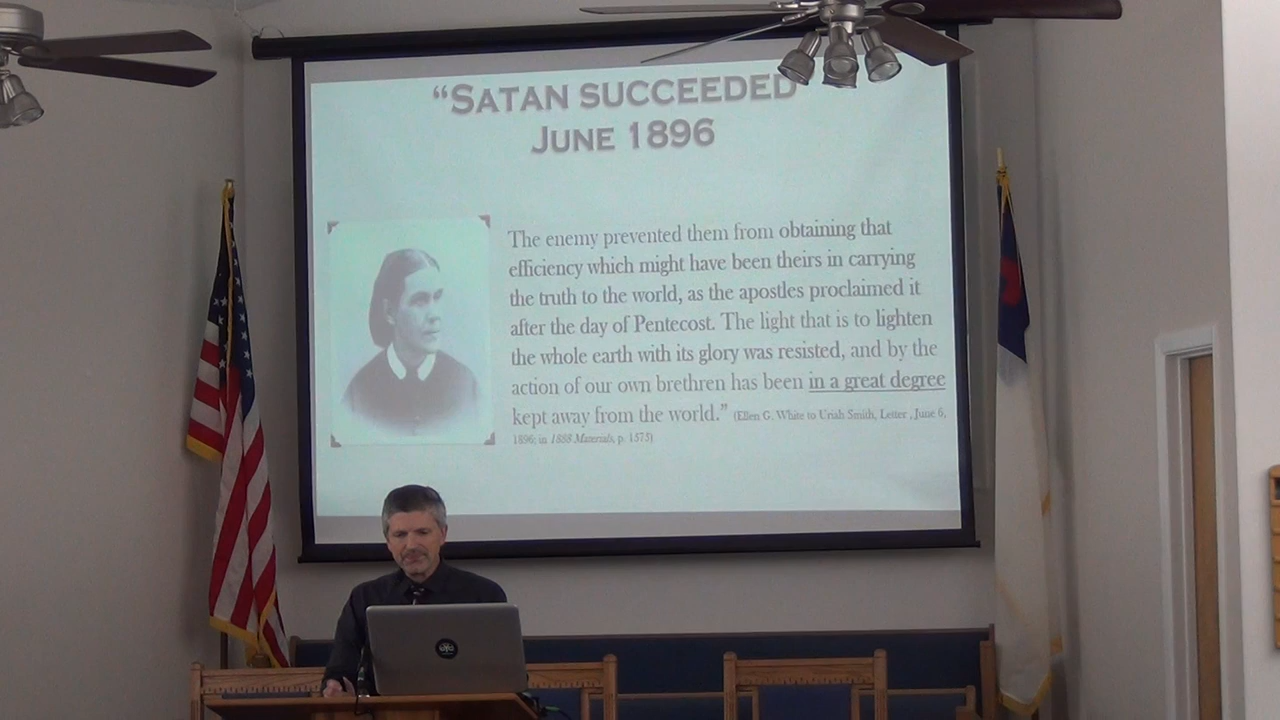 “SATAN SUCCEEDED
JUNE 1896
The enemy prevented them from obtaining that
efficiency which might have been theirs in carrying
the truth to the world, as the apostles proclaimed it
after the day of Pentecost. The light that is to lighten
the whole earth with its glory was resisted, and by the
action of our own brethren has been in a great degree
kept away from the world.” (Ellen G. White to Uriah Smith, Letter , June 6,
1896; in 1888 Materials, p. 1575)